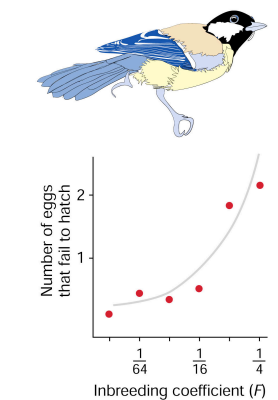 Number of eggs
that fail to hatch
2
1
1/64
1/16
1/4
Inbreeding coefficient (F)